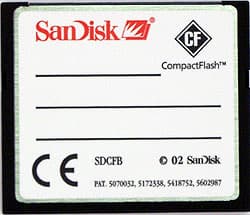 SanDisk
CF
CompactFlash™
CE
SDCFB © 02 SanDisk
PAT. 5070032, 5172338, 5418752, 5602987